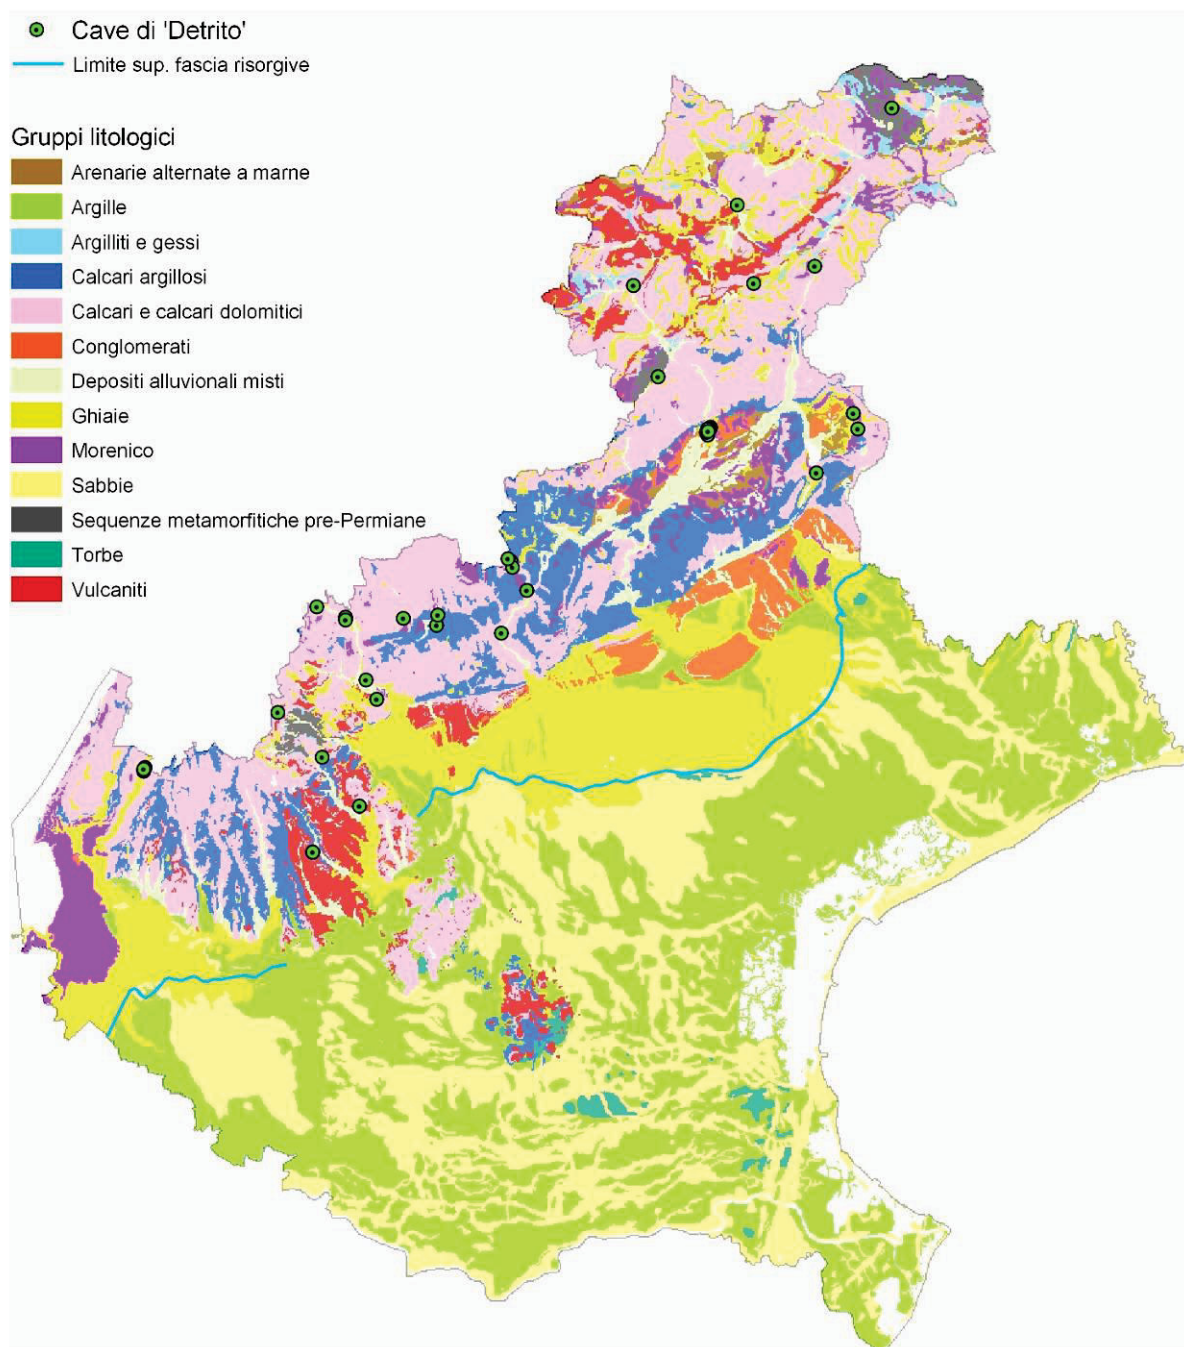 Cave di 'Detrito'
Limite sup. fascia risorgive
Gruppi litologici
Arenarie alternate a marne
Argille
Argilliti e gessi
Calcari argillosi
Calcari e calcari dolomitici
Conglomerati
Depositi alluvionali misti
Ghiaie
Morenico
Sabbie
Sequenze metamorfitiche pre-Permiane
Torbe
Vulcaniti